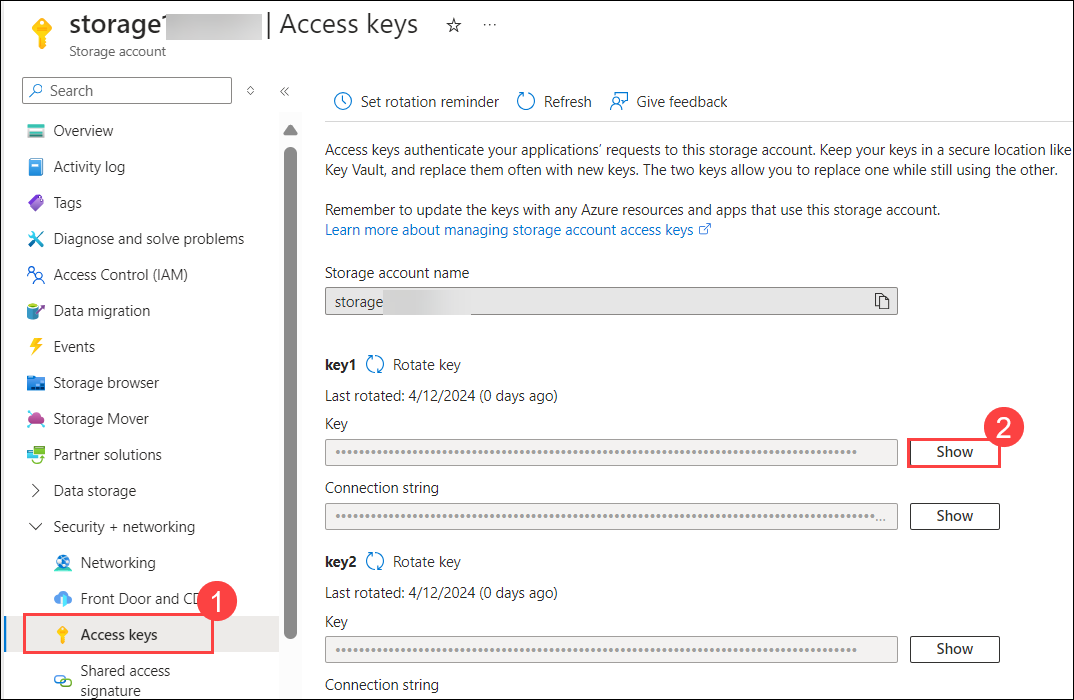 storage | Access keys
Storage account
Search
Overview
Activity log
Tags
Diagnose and solve problems
Access Control (IAM)
Data migration
Events
Storage browser
Storage Mover
Partner solutions
Data storage
Security + networking
Networking
Front Door and
1
Access keys
Shared access
signature
Set rotation reminder
Refresh
Give feedback
Access keys authenticate your applications' requests to this storage account. Keep your keys in a secure location like
Key Vault, and replace them often with new keys. The two keys allow you to replace one while still using the other.
Remember to update the keys with any Azure resources and apps that use this storage account.
Learn more about managing storage account access keys
Storage account name
storage
key1 Rotate key
Last rotated: 4/12/2024 (0 days ago)
Key
Show
2
Connection string
Show
key2 Rotate key
Last rotated: 4/12/2024 (0 days ago)
Key
Show
Connection string